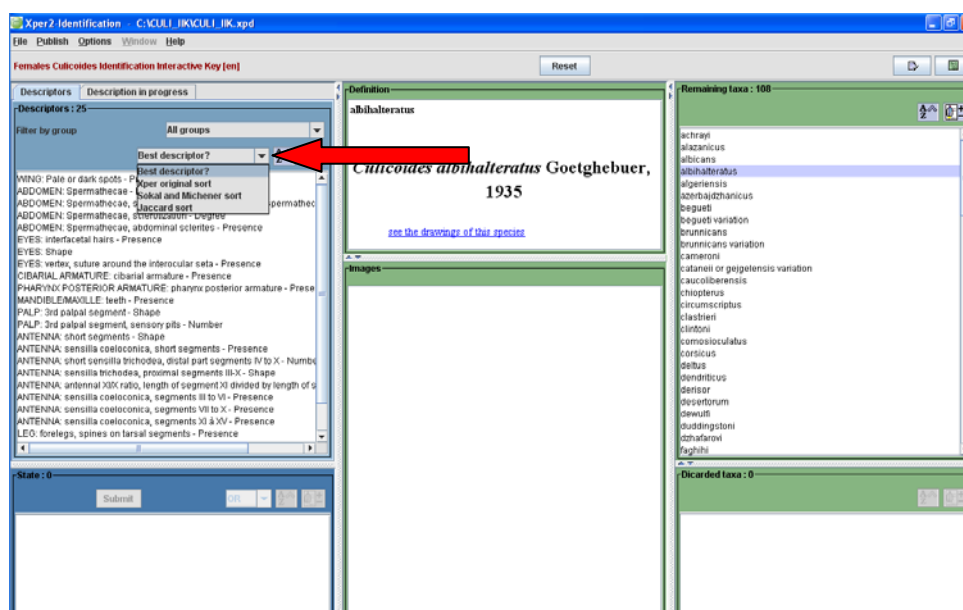 Xper2-Identification - C:\CULI_IIK\CULI_IIK.xpd
File Publish Options Window Help
Females Culicoides Identification Interactive Key [en]
Reset
Descriptors Description in progress
Descriptors : 25
Filter by group All groups
Best descriptor?
Best descriptor?
Xper original sort
Sokal and Michener sort
Jaccard sort
WING: Pale or dark spots - P
ABDOMEN: Spermathecae -
ABDOMEN: Spermathecae, s permathec
ABDOMEN: Spermathecae, sclerotization - Degree
ABDOMEN: Spermathecae, abdominal sclerites - Presence
EYES: interfacetal hairs - Presence
EYES: Shape
EYES: vertex, suture around the interocular seta - Presence
CIBARIAL ARMATURE: cibarial armature - Presence
PHARYNX POSTERIOR ARMATURE: pharynx posterior armature - Prese
MANDIBLE/MAXILLE: teeth - Presence
PALP: 3rd palpal segment - Shape
PALP: 3rd palpal segment, sensory pits - Number
ANTENNA: short segments - Shape
ANTENNA: sensilla coeloconica, short segments - Presence
ANTENNA: short sensilla trichodea, distal part segments IV to X - Numbe
ANTENNA: sensilla trichodea, proximal segments III-X - Shape
ANTENNA: antennal XI/X ratio, length of segment XI divided by length of s
ANTENNA: sensilla coeloconica, segments III to VI - Presence
ANTENNA: sensilla coeloconica, segments VII to X - Presence
ANTENNA: sensilla coeloconica, segments XI à XV - Presence
LEG: forelegs, spines on tarsal segments - Presence
State : 0
Submit OR
Definition
albihalteratus
Culicoides albihalteratus Goetghebuer,
1935
see the drawings of this species
Images
Remaining taxa : 108
achrayi
alazanicus
albicans
albihalteratus
algeriensis
azerbajdzhanicus
begueti
begueti variation
brunnicans
brunnicans variation
cameroni
cataneii or gejgelensis variation
caucoliberensis
chiopterus
circumscriptus
clastrieri
clintoni
comosioculatus
corsicus
deltus
dendriticus
derisor
desertorum
dewulfi
duddingstoni
dzhafarovi
faghihi
Dicarded taxa : 0